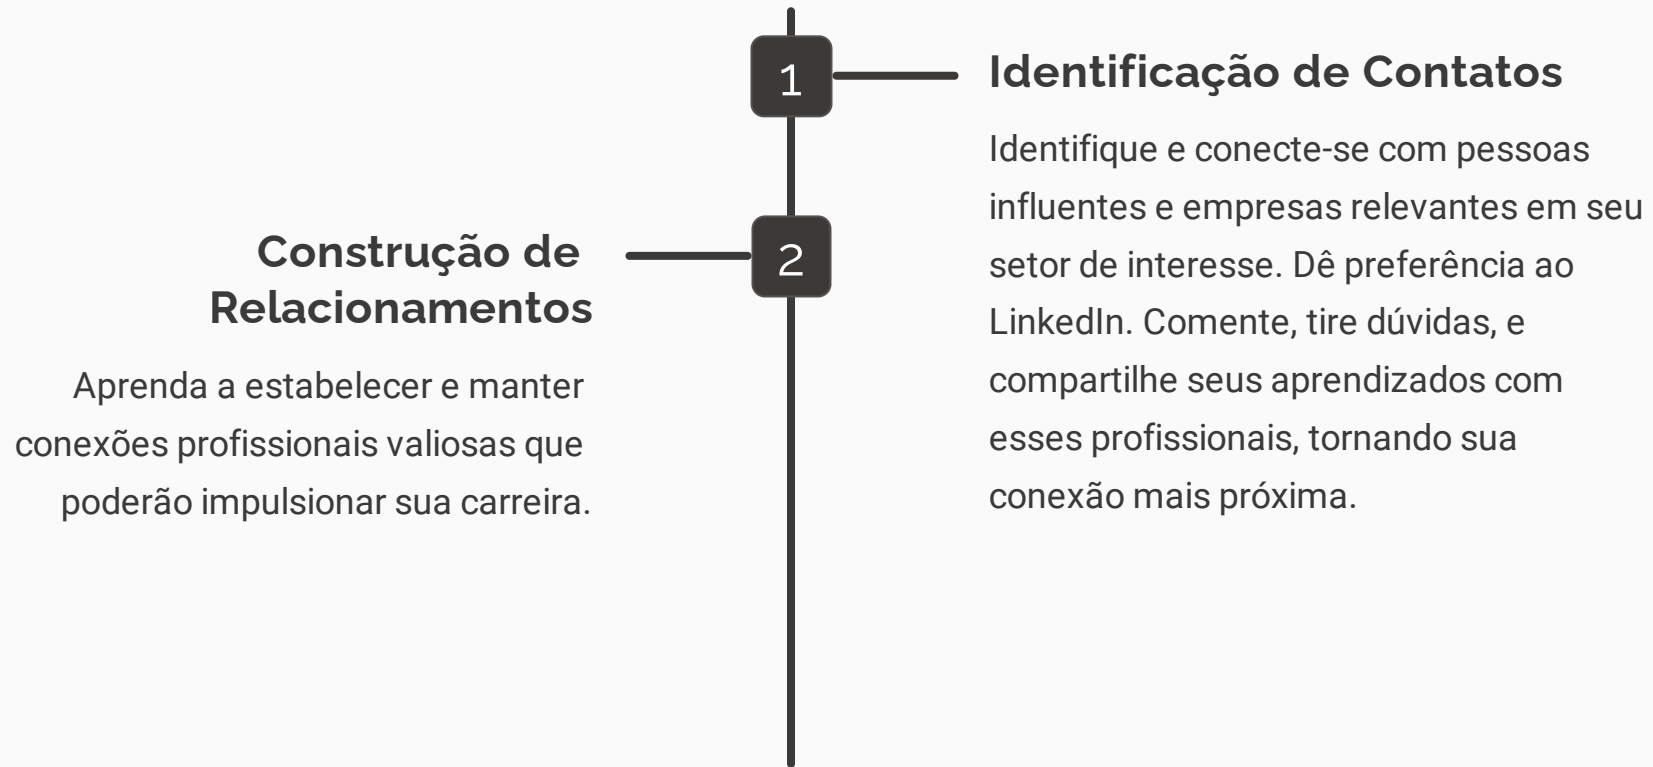 1
Identificação de Contatos
Identifique e conecte-se com pessoas
influentes e empresas relevantes em seu
setor de interesse. Dê preferência ao
LinkedIn. Comente, tire dúvidas, e
compartilhe seus aprendizados com
esses profissionais, tornando sua
conexão mais próxima.
2
Construção de
Relacionamentos
Aprenda a estabelecer e manter
conexões profissionais valiosas que
poderão impulsionar sua carreira.